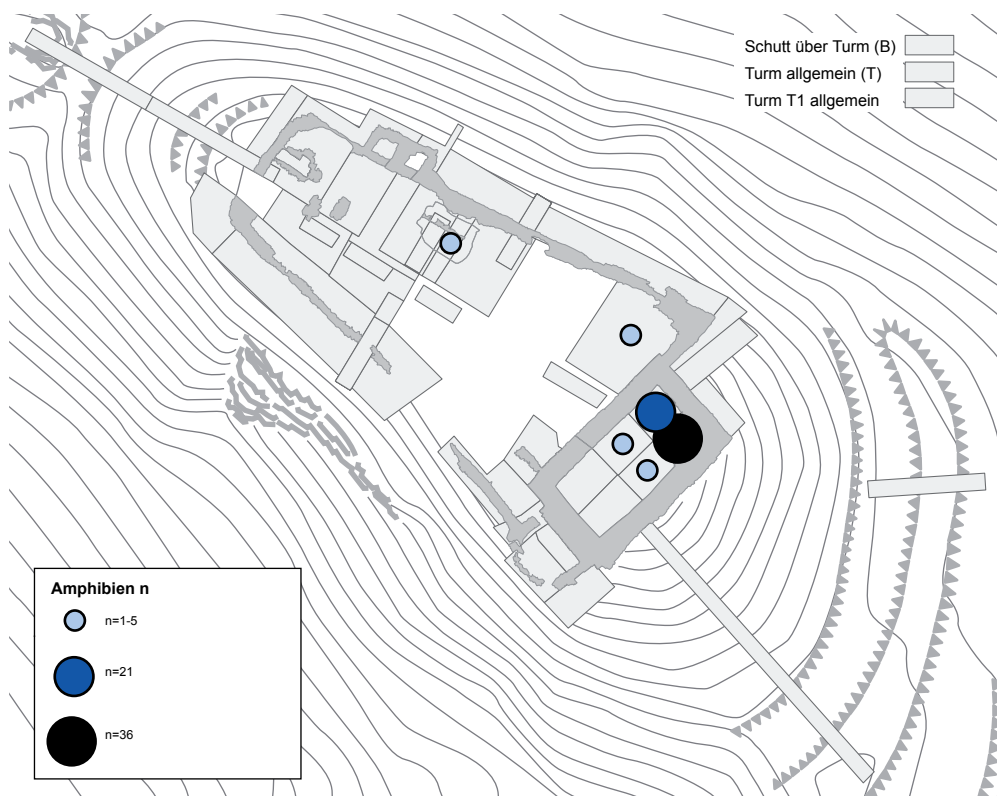 Schutt über Turm (B)
Turm allgemein (T)
Turm T1 allgemein
Amphibien n
n=1-5
n=21
n=36